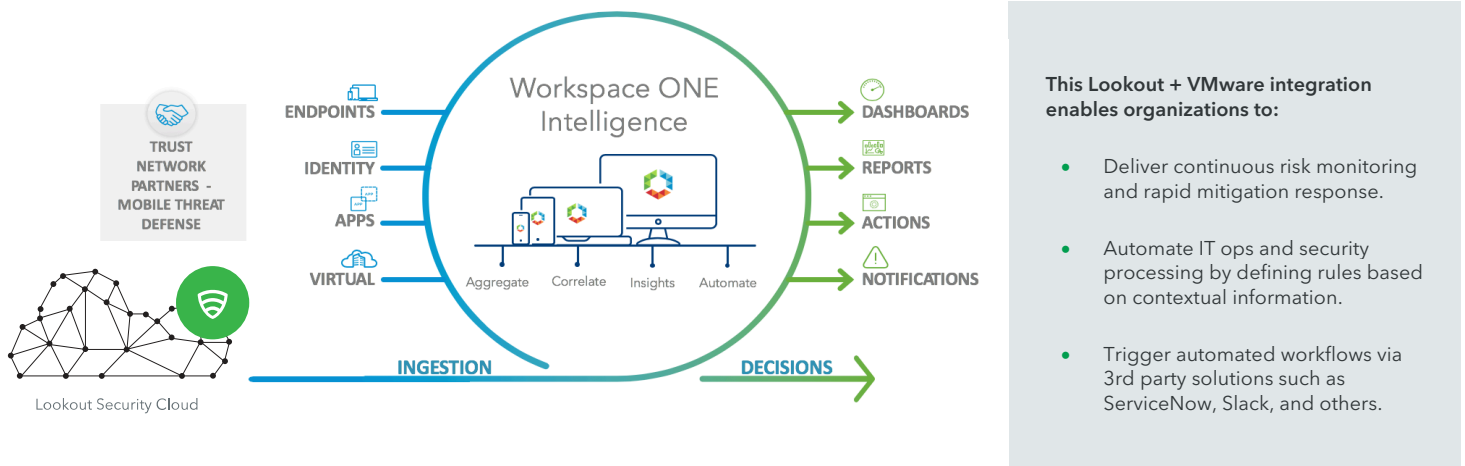 TRUST
NETWORK
PARTNERS -
MOBILE THREAT
DEFENSE
Lookout Security Cloud
ENDPOINTS
IDENTITY
APPS
VIRTUAL
INGESTION
Workspace ONE
Intelligence
Aggregate
Correlate
Insights
Automate
DASHBOARDS
REPORTS
ACTIONS
NOTIFICATIONS
DECISIONS
This Lookout + VMware integration
enables organizations to:
• Deliver continuous risk monitoring
and rapid mitigation response.
• Automate IT ops and security
processing by defining rules based
on contextual information.
• Trigger automated workflows via
3rd party solutions such as
ServiceNow, Slack, and others.